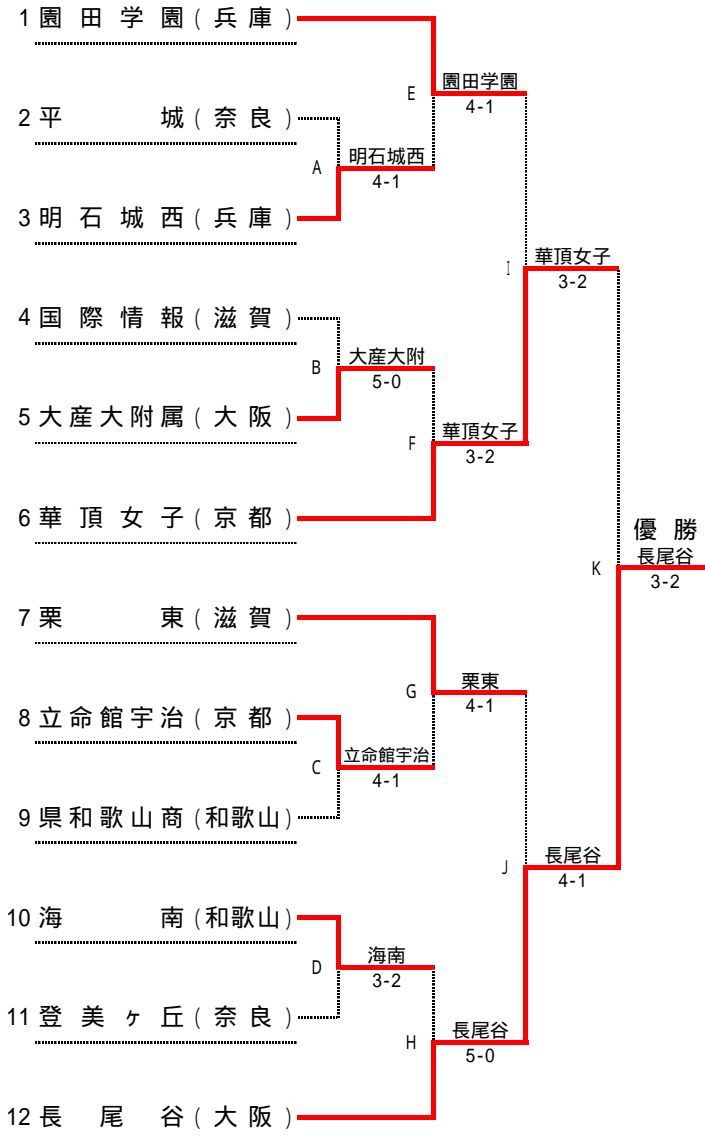 1 園田学園(兵庫)
E 園田学園
4-1
2 平城(奈良)
A 明石城西
4-1
3 明石城西(兵庫)
I 華頂女子
3-2
4 国際情報(滋賀)
B 大産大附
5-0
5 大産大附属(大阪)
F 華頂女子
3-2
6 華頂女子(京都)
優勝
K 長尾谷
3-2
7 栗東(滋賀)
G 栗東
4-1
8 立命館宇治(京都)
C 立命館宇治
4-1
9 県和歌山商(和歌山)
J 長尾谷
4-1
10 海南(和歌山)
D 海南
3-2
11 登美ヶ丘(奈良)
H 長尾谷
5-0
12 長尾谷(大阪)